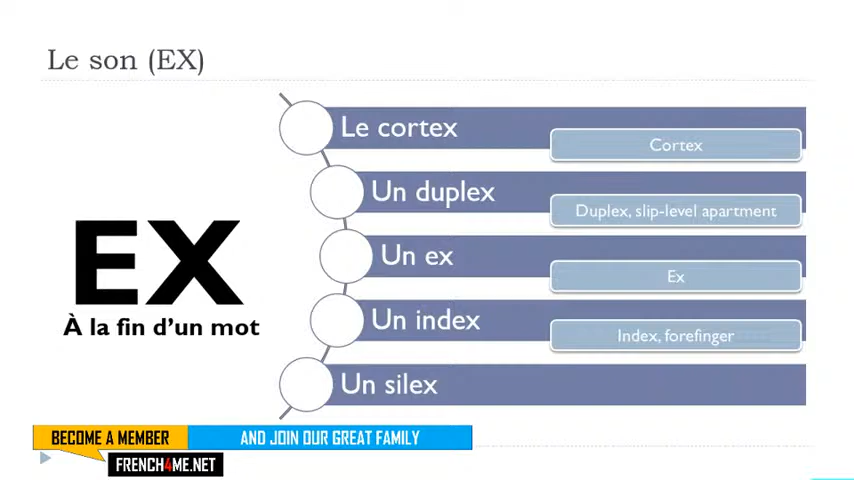 Le son (EX)
Le cortex
Cortex
Un duplex
Duplex, slip-level apartment
EX
À la fin d'un mot
Un ex
Ex
Un index
Index, forefinger
Un silex
BECOME A MEMBER
AND JOIN OUR GREAT FAMILY
FRENCH4ME.NET